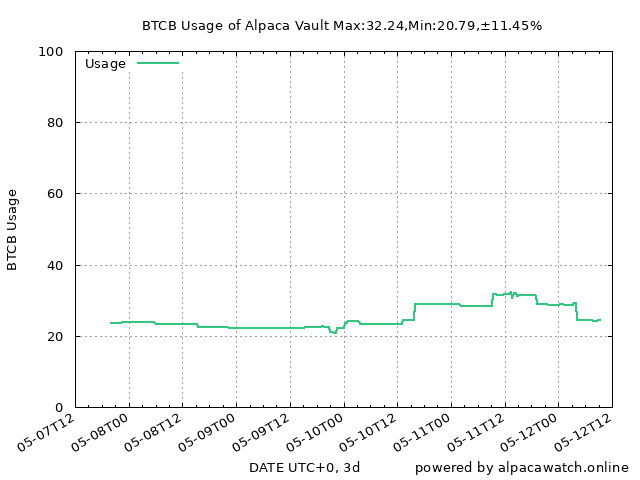 BTCB Usage of Alpaca Vault Max:32.24,Min:20.79,±11.45%
Usage
100
80
60
40
20
0
BTCB Usage
05-07T12
05-08T00
05-08T12
05-09T00
05-09T12
05-10T00
05-10T12
05-11T00
05-11T12
05-12T00
05-12T12
DATE UTC+0, 3d
powered by alpacawatch.online